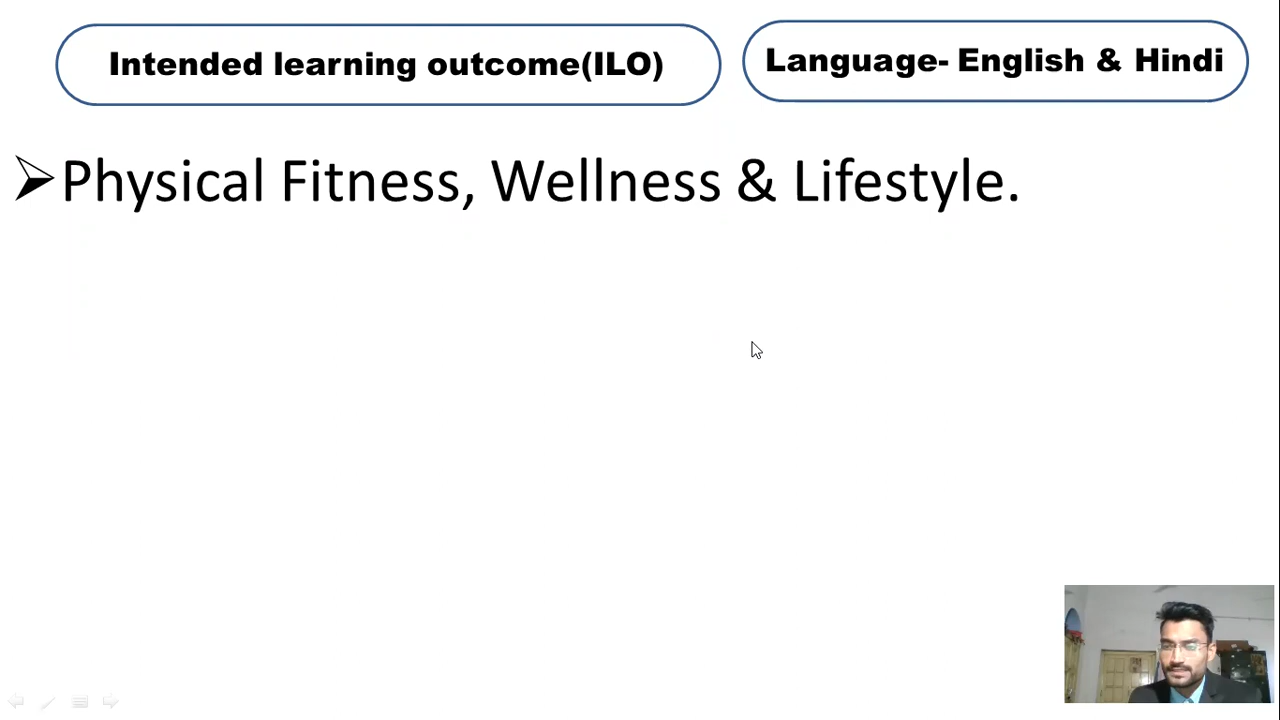 Intended learning outcome(ILO)
Language- English & Hindi
➢Physical Fitness, Wellness & Lifestyle.